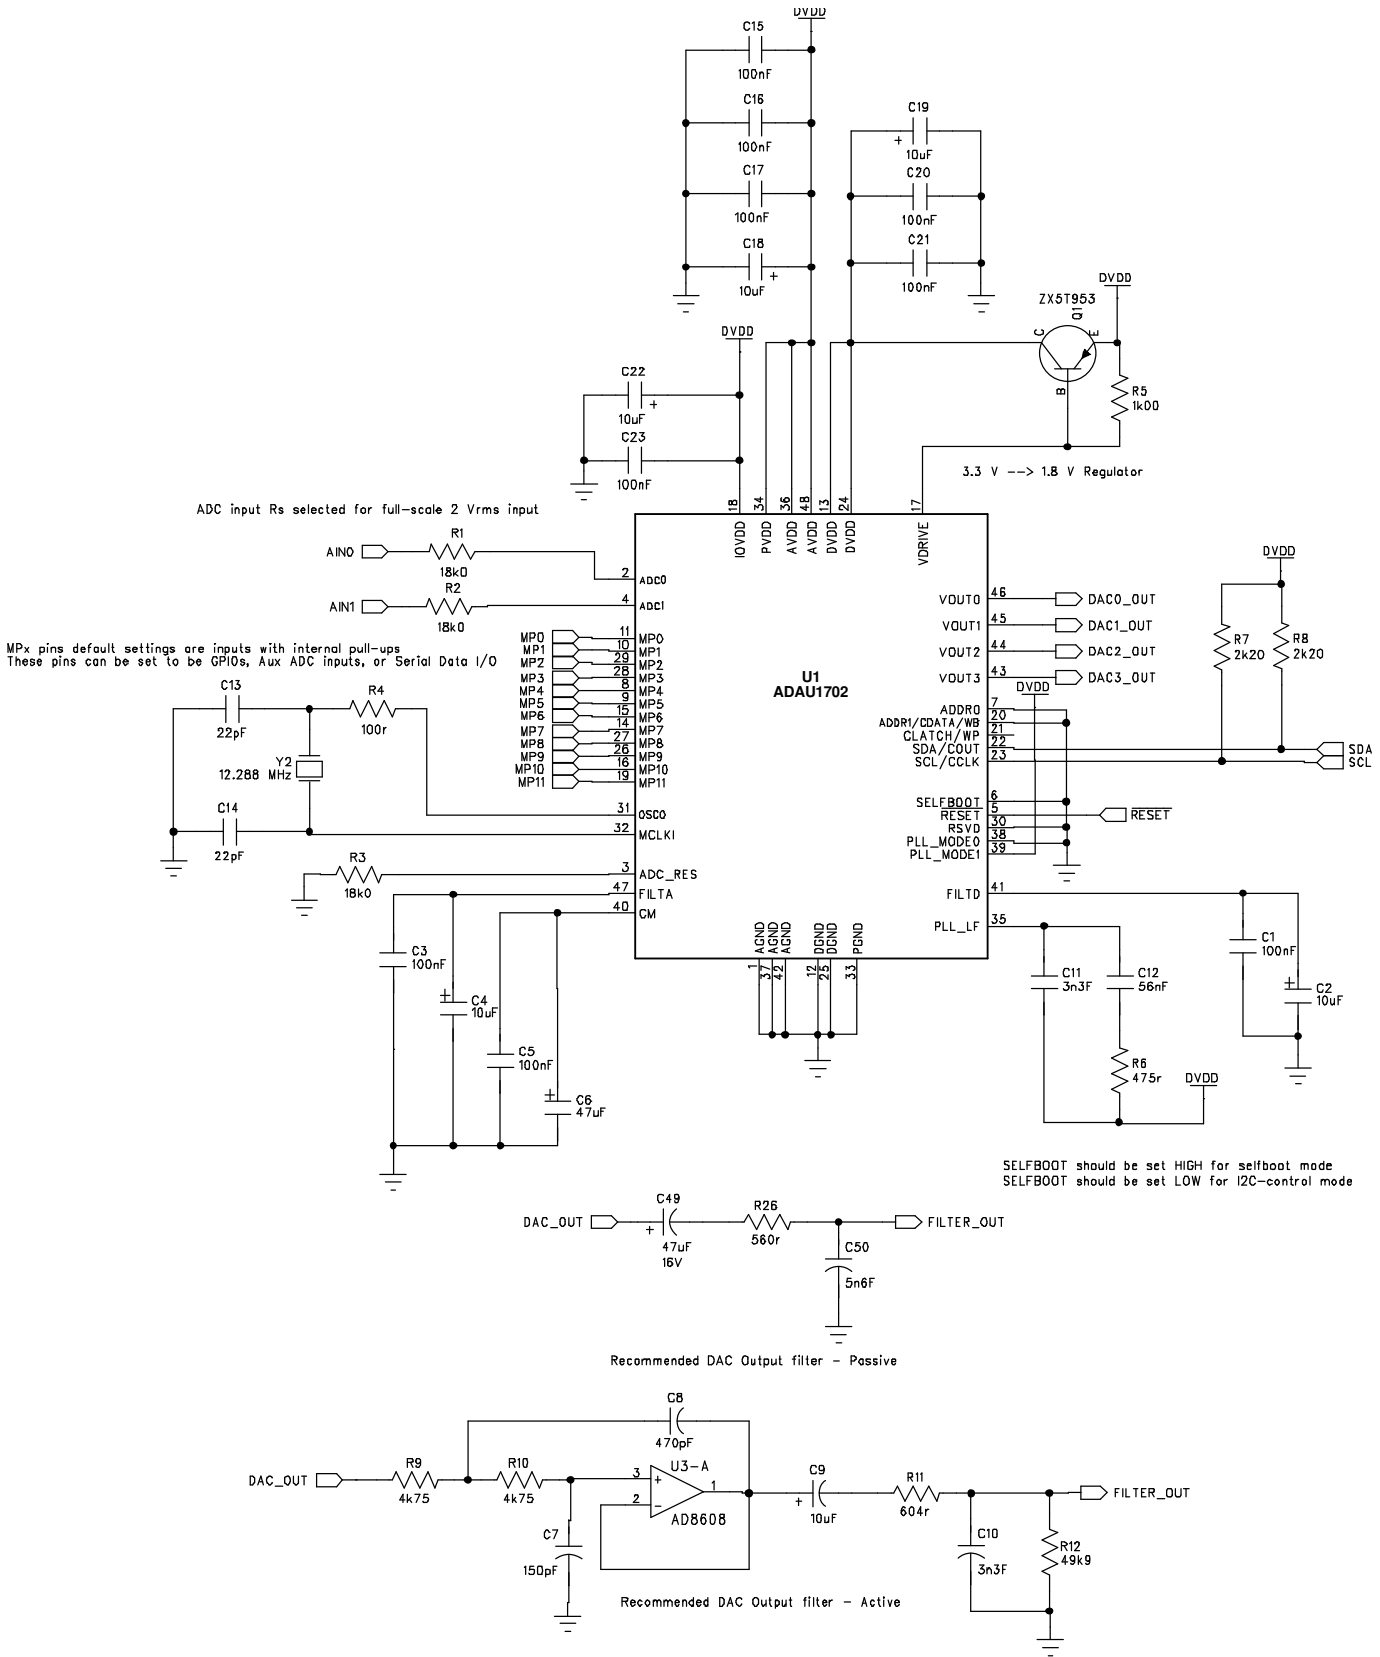 DVDD
C15
100nF
C16
100nF
C17
100nF
C18
+
10uF
C19
+
10uF
C20
100nF
C21
100nF
DVDD
ZX5T953
Q1
C
E
B
R5
1k00
3.3 V --> 1.8 V Regulator
DVDD
C22
+
10uF
C23
100nF
ADC input Rs selected for full-scale 2 Vrms input
AIN0
R1
18k0
AIN1
R2
18k0
18
34
36
48
13
24
17
IOVDD
PVDD
AVDD
AVDD
DVDD
DVDD
VDRIVE
2 ADC0
4 ADC1
MP0 11 MP0
MP1 10 MP1
MP2 29 MP2
MP3 28 MP3
MP4 8 MP4
MP5 9 MP5
MP6 15 MP6
MP7 14 MP7
MP8 27 MP8
MP9 26 MP9
MP10 16 MP10
MP11 19 MP11
MPx pins default settings are inputs with internal pull-ups
These pins can be set to be GPIOs, Aux ADC inputs, or Serial Data I/O
U1
ADAU1702
VOUT0 46 DAC0_OUT
VOUT1 45 DAC1_OUT
VOUT2 44 DAC2_OUT
VOUT3 43 DAC3_OUT
DVDD
DVDD
R7
2k20
R8
2k20
ADDR0 7
ADDR1/CDATA/WB 20
CLATCH/WP 21
SDA/COUT 22 SDA
SCL/CCLK 23 SCL
C13
22pF
R4
100r
Y2
12.288 MHz
C14
22pF
31 OSCO
32 MCLKI
SELFBOOT 6
RESET 5 RESET
RSVD 30
PLL_MODE0 38
PLL_MODE1 39
R3
18k0
3 ADC_RES
47 FILTA
40 CM
FILTD 41
PLL_LF 35
AGND
AGND
AGND
DGND
DGND
PGND
1
37
42
12
25
33
C3
100nF
+
C4
10uF
C5
100nF
+
C6
47uF
C11
3n3F
C12
56nF
C1
100nF
+
C2
10uF
R6
475r
DVDD
SELFBOOT should be set HIGH for selfboot mode
SELFBOOT should be set LOW for I2C-control mode
DAC_OUT
+
C49
47uF
16V
R26
560r
FILTER_OUT
C50
5n6F
Recommended DAC Output filter - Passive
C8
470pF
DAC_OUT
R9
4k75
R10
4k75
U3-A
3
+
2
-
1
AD8608
C7
150pF
C9
+
10uF
R11
604r
FILTER_OUT
C10
3n3F
R12
49k9
Recommended DAC Output filter - Active